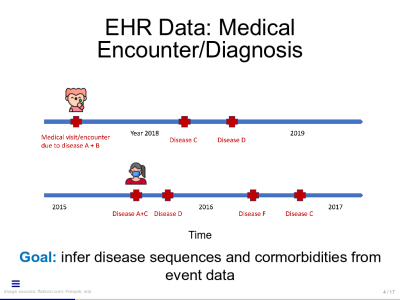 EHR Data: Medical
Encounter/Diagnosis
Medical visit/encounter
due to disease A + B
Year 2018
Disease C
Disease D
2019
2015
Disease A+C
Disease D
2016
Disease F
Disease C
2017
Time
Goal: infer disease sequences and cormorbidities from
event data
4 / 17